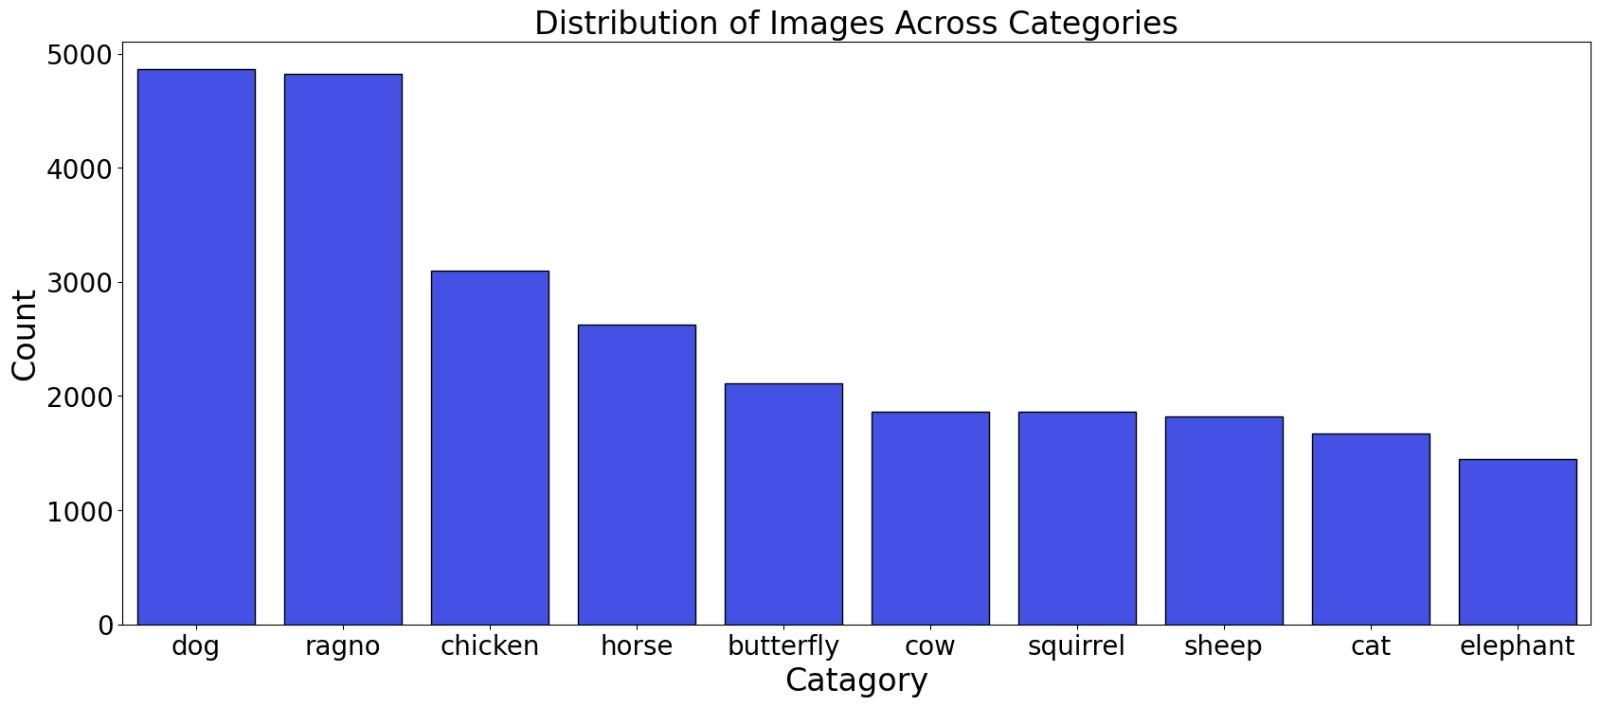 Distribution of Images Across Categories
5000
4000
3000
2000
1000
0
Count
dog ragno chicken horse butterfly cow squirrel sheep cat elephant
Catagory